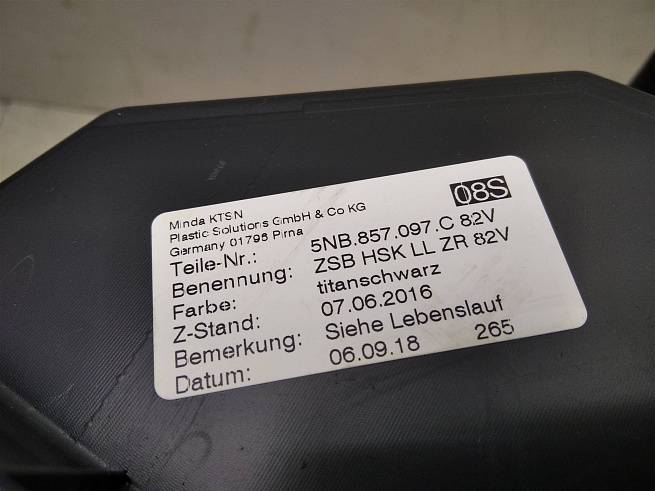 08S
Minda KTSN
Plastic Solutions GmbH & Co KG
Germany 01796 Pirna
Teile-Nr.: 5NB.857.097.C 82V
Benennung: ZSB HSK LL ZR 82V
Farbe: titanschwarz
Z-Stand: 07.06.2016
Bemerkung: Siehe Lebenslauf
Datum: 06.09.18 265